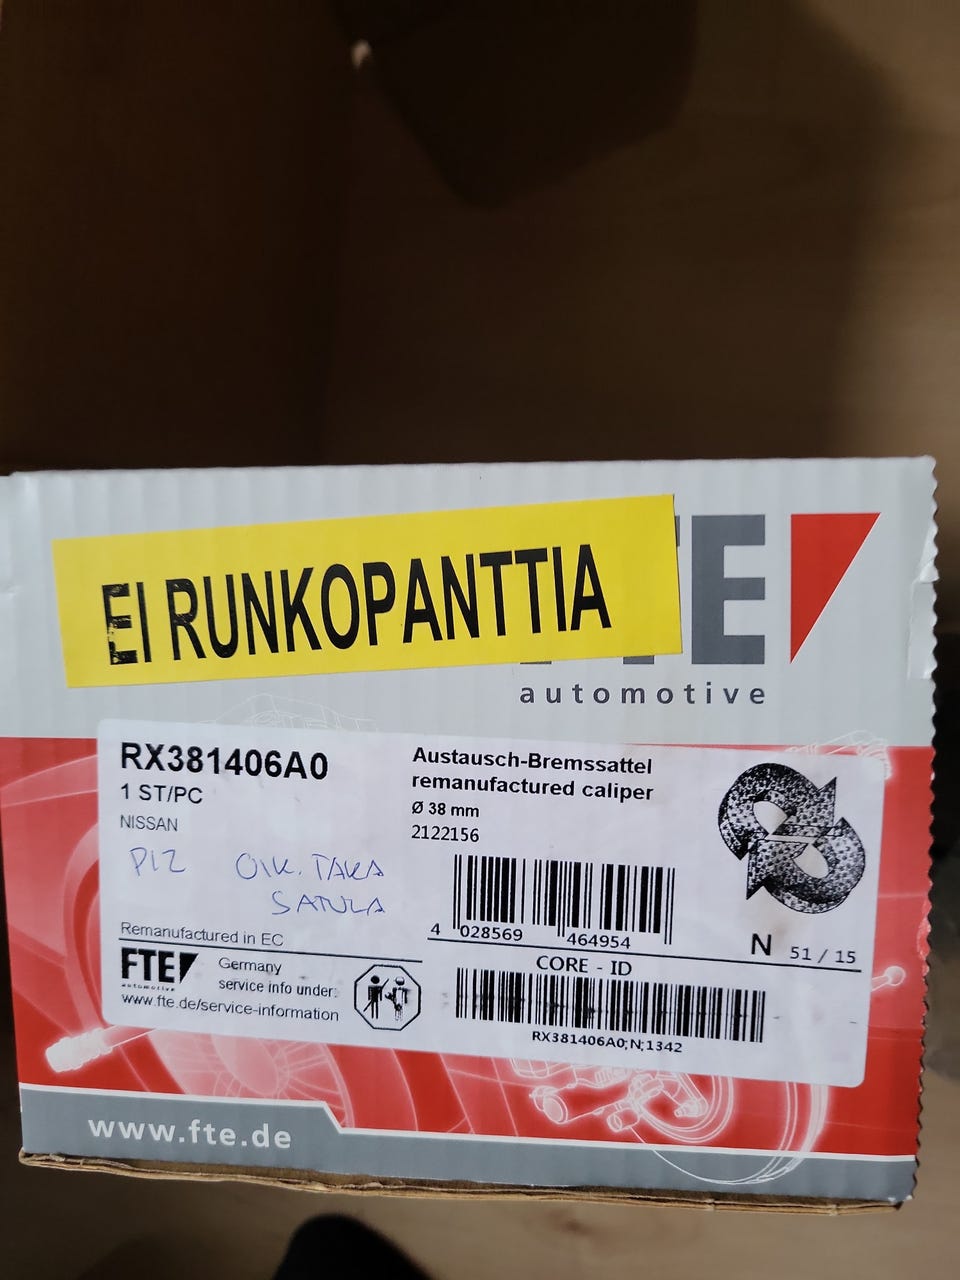 EI RUNKOPANTTIA
FTE
automotive
RX381406A0
1 ST/PC
NISSAN
P12 OIK. TAKA
SATULA
Austausch-Bremssattel
remanufactured caliper
Ø 38 mm
2122156
4 028569 464954
N 51 / 15
Remanufactured in EC
FTE
automotive
Germany
service info under:
www.fte.de/service-information
CORE - ID
RX381406A0;N;1342
www.fte.de